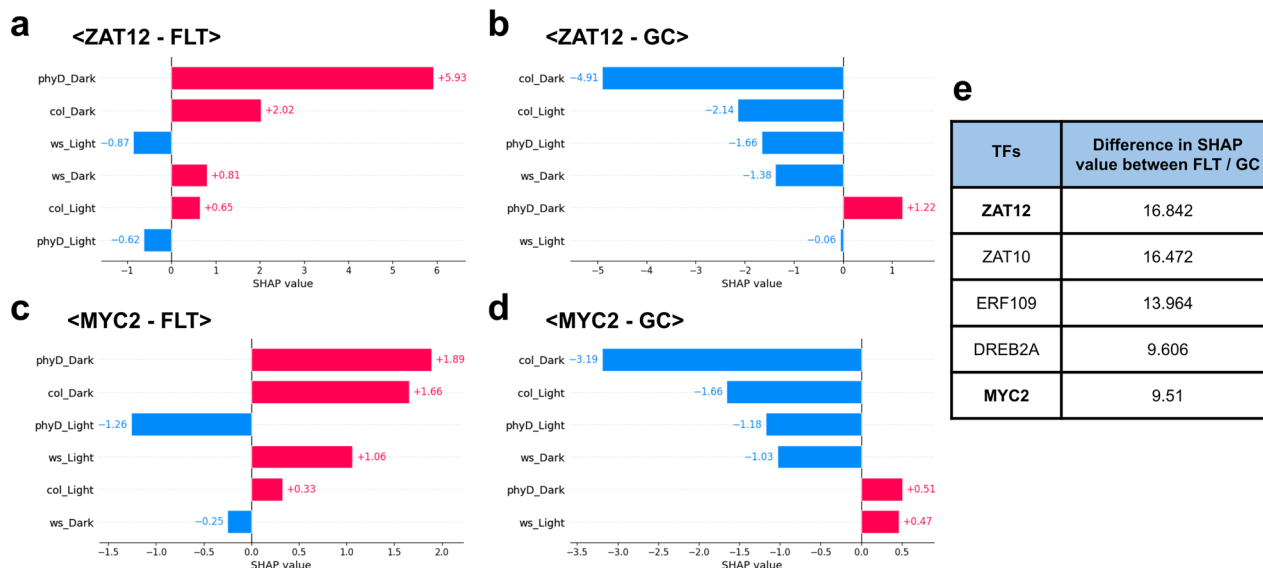 a
<ZAT12 - FLT>
phyD_Dark
+5.93
col_Dark
+2.02
ws_Light
−0.87
ws_Dark
+0.81
col_Light
+0.65
phyD_Light
−0.62
−1 0 1 2 3 4 5 6
SHAP value
b
<ZAT12 - GC>
col_Dark
−4.91
col_Light
−2.14
phyD_Light
−1.66
ws_Dark
−1.38
phyD_Dark
+1.22
ws_Light
−0.06
−5 −4 −3 −2 −1 0 1
SHAP value
c
<MYC2 - FLT>
phyD_Dark
+1.89
col_Dark
+1.66
phyD_Light
−1.26
ws_Light
+1.06
col_Light
+0.33
ws_Dark
−0.25
−1.5 −1.0 −0.5 0.0 0.5 1.0 1.5 2.0
SHAP value
d
<MYC2 - GC>
col_Dark
−3.19
col_Light
−1.66
phyD_Light
−1.18
ws_Dark
−1.03
phyD_Dark
+0.51
ws_Light
+0.47
−3.5 −3.0 −2.5 −2.0 −1.5 −1.0 −0.5 0.0 0.5
SHAP value
e
TFs
Difference in SHAP
value between FLT / GC
ZAT12 16.842
ZAT10 16.472
ERF109 13.964
DREB2A 9.606
MYC2 9.51